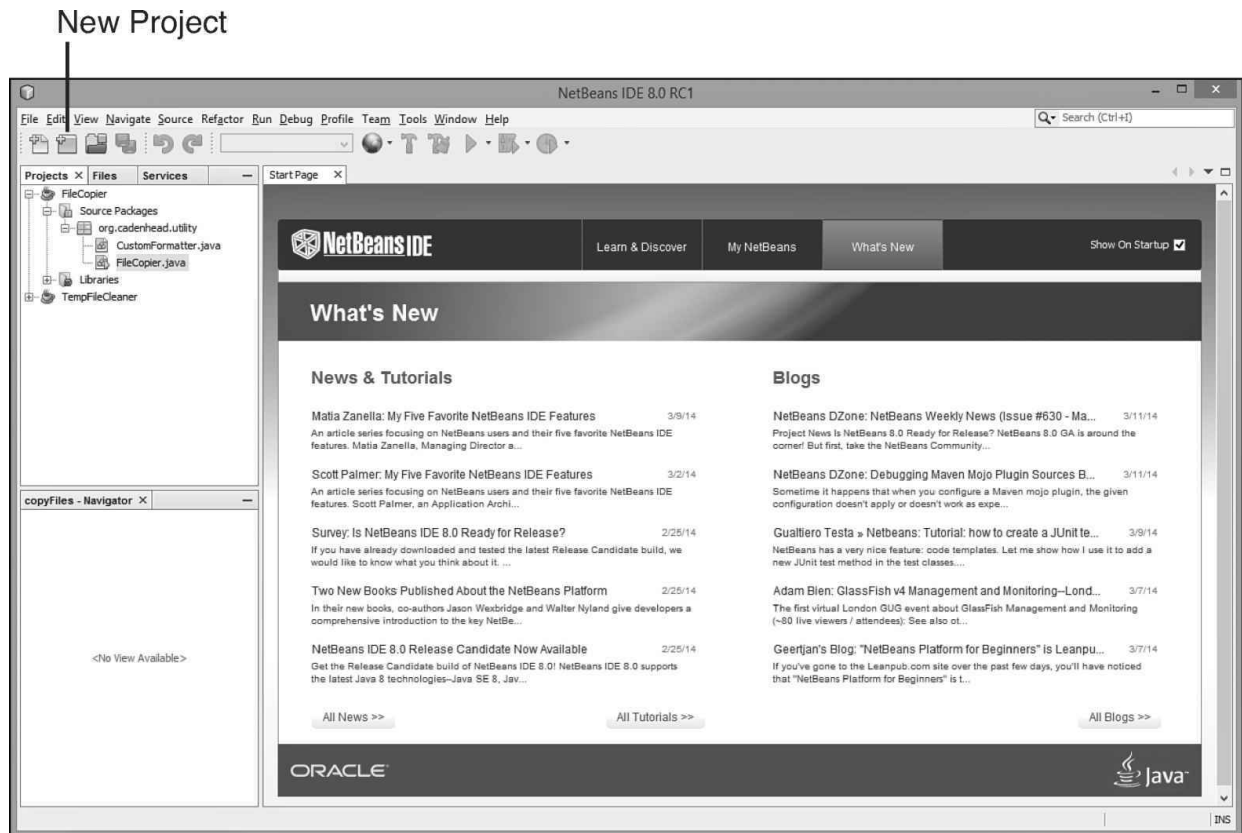 New Project
NetBeans IDE 8.0 RC1
File Edit View Navigate Source Refactor Run Debug Profile Team Tools Window Help
Search (Ctrl+I)
Projects Files Services
Start Page
FileCopier
Source Packages
org.cadenhead.utility
CustomFormatter.java
FileCopier.java
Libraries
TempFileCleaner
copyFiles - Navigator
<No View Available>
NetBeans IDE
Learn & Discover
My NetBeans
What's New
Show On Startup
What's New
News & Tutorials
Matia Zanella: My Five Favorite NetBeans IDE Features 3/9/14
An article series focusing on NetBeans users and their five favorite NetBeans IDE
features. Matia Zanella, Managing Director a...
Scott Palmer: My Five Favorite NetBeans IDE Features 3/2/14
An article series focusing on NetBeans users and their five favorite NetBeans IDE
features. Scott Palmer, an Application Archi...
Survey: Is NetBeans IDE 8.0 Ready for Release? 2/25/14
If you have already downloaded and tested the latest Release Candidate build, we
would like to know what you think about it. ...
Two New Books Published About the NetBeans Platform 2/25/14
In their new books, co-authors Jason Wexbridge and Walter Nyland give developers a
comprehensive introduction to the key NetBe...
NetBeans IDE 8.0 Release Candidate Now Available 2/25/14
Get the Release Candidate build of NetBeans IDE 8.0! NetBeans IDE 8.0 supports
the latest Java 8 technologies--Java SE 8, Jav...
All News >>
All Tutorials >>
Blogs
NetBeans DZone: NetBeans Weekly News (Issue #630 - Ma... 3/11/14
Project News Is NetBeans 8.0 Ready for Release? NetBeans 8.0 GA is around the
corner! But first, take the NetBeans Community...
NetBeans DZone: Debugging Maven Mojo Plugin Sources B... 3/11/14
Sometime it happens that when you configure a Maven mojo plugin, the given
configuration doesn't apply or doesn't work as expe...
Gualtiero Testa » Netbeans: Tutorial: how to create a JUnit te... 3/9/14
NetBeans has a very nice feature: code templates. Let me show how I use it to add a
new JUnit test method in the test classes....
Adam Bien: GlassFish v4 Management and Monitoring--Lond... 3/7/14
The first virtual London GUG event about GlassFish Management and Monitoring
(~80 live viewers / attendees): See also ot...
Geertjan's Blog: "NetBeans Platform for Beginners" is Leanpu... 3/7/14
If you've gone to the Leanpub.com site over the past few days, you'll have noticed
that "NetBeans Platform for Beginners" is t...
All Blogs >>
ORACLE
Java
INS